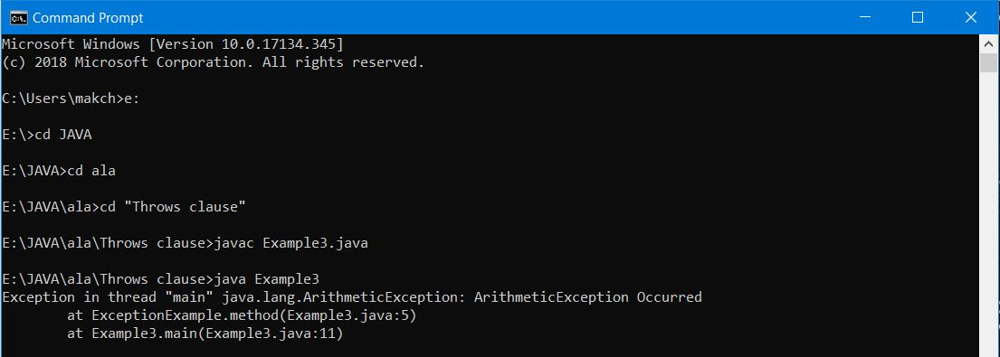 Command Prompt
Microsoft Windows [Version 10.0.17134.345]
(c) 2018 Microsoft Corporation. All rights reserved.
C:\Users\makch>e:
E:\>cd JAVA
E:\JAVA>cd ala
E:\JAVA\ala>cd "Throws clause"
E:\JAVA\ala\Throws clause>javac Example3.java
E:\JAVA\ala\Throws clause>java Example3
Exception in thread "main" java.lang.ArithmeticException: ArithmeticException Occurred
        at ExceptionExample.method(Example3.java:5)
        at Example3.main(Example3.java:11)